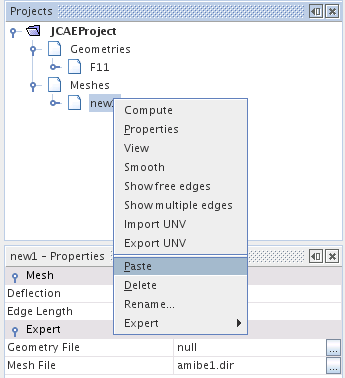 Projects
JCAEProject
Geometries
F11
Meshes
new1
Compute
Properties
View
Smooth
Show free edges
Show multiple edges
Import UNV
Export UNV
Paste
Delete
Rename...
Expert
new1 - Properties
Mesh
Deflection
Edge Length
Expert
Geometry File null ...
Mesh File amibe1.dir ...